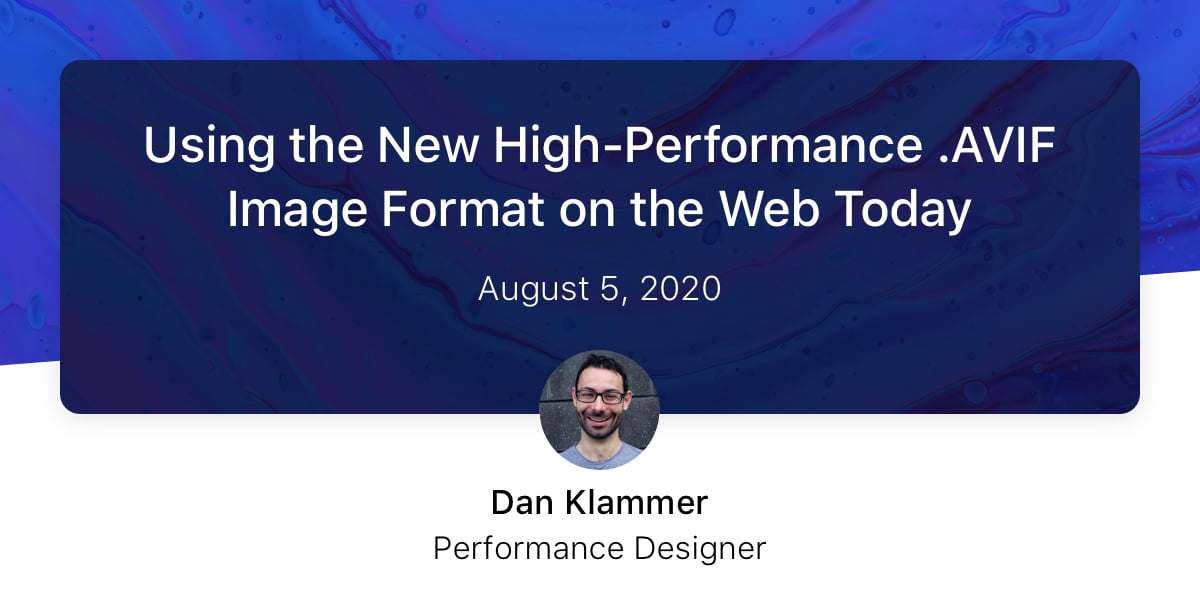 Using the New High-Performance .AVIF
Image Format on the Web Today
August 5, 2020
Dan Klammer
Performance Designer